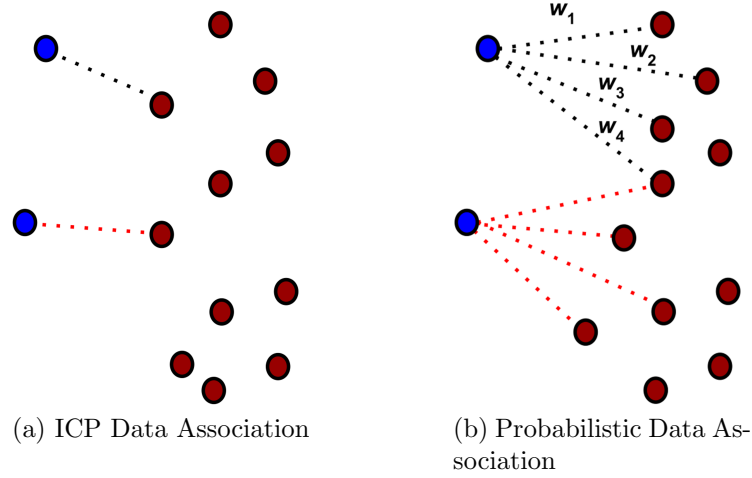 w1
w2
w3
w4
(a) ICP Data Association
(b) Probabilistic Data As-
sociation